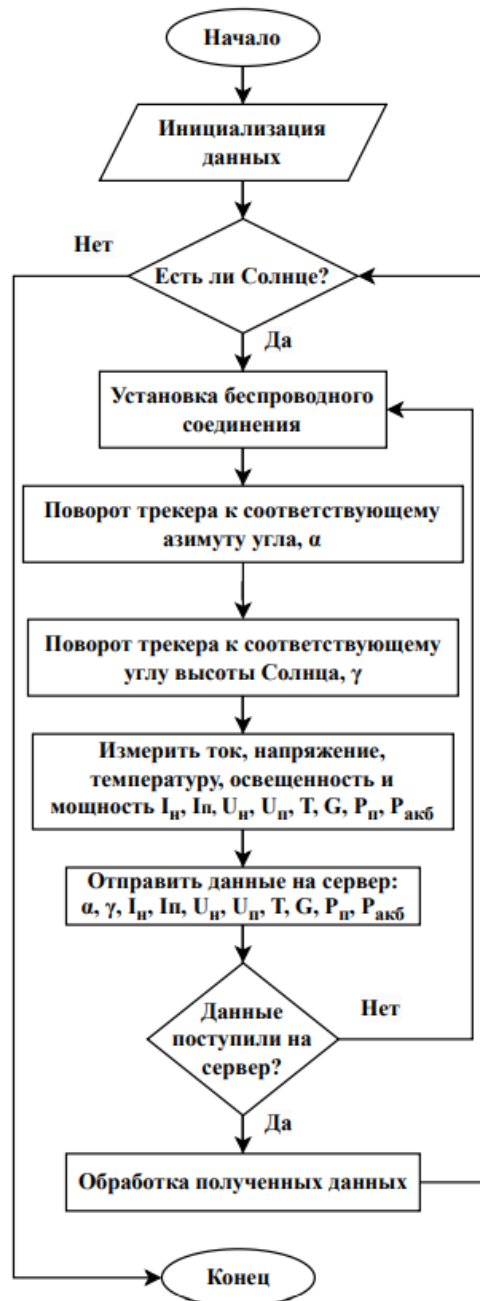 Начало
Инициализация
данных
Нет
Есть ли Солнце?
Да
Установка беспроводного
соединения
Поворот трекера к соответствующему
азимуту угла, α
Поворот трекера к соответствующему
углу высоты Солнца, γ
Измерить ток, напряжение,
температуру, освещенность и
мощность Iн, Iп, Uн, Uп, T, G, Pп, Pакб
Отправить данные на сервер:
α, γ, Iн, Iп, Uн, Uп, T, G, Pп, Pакб
Данные
поступили на
сервер?
Нет
Да
Обработка полученных данных
Конец